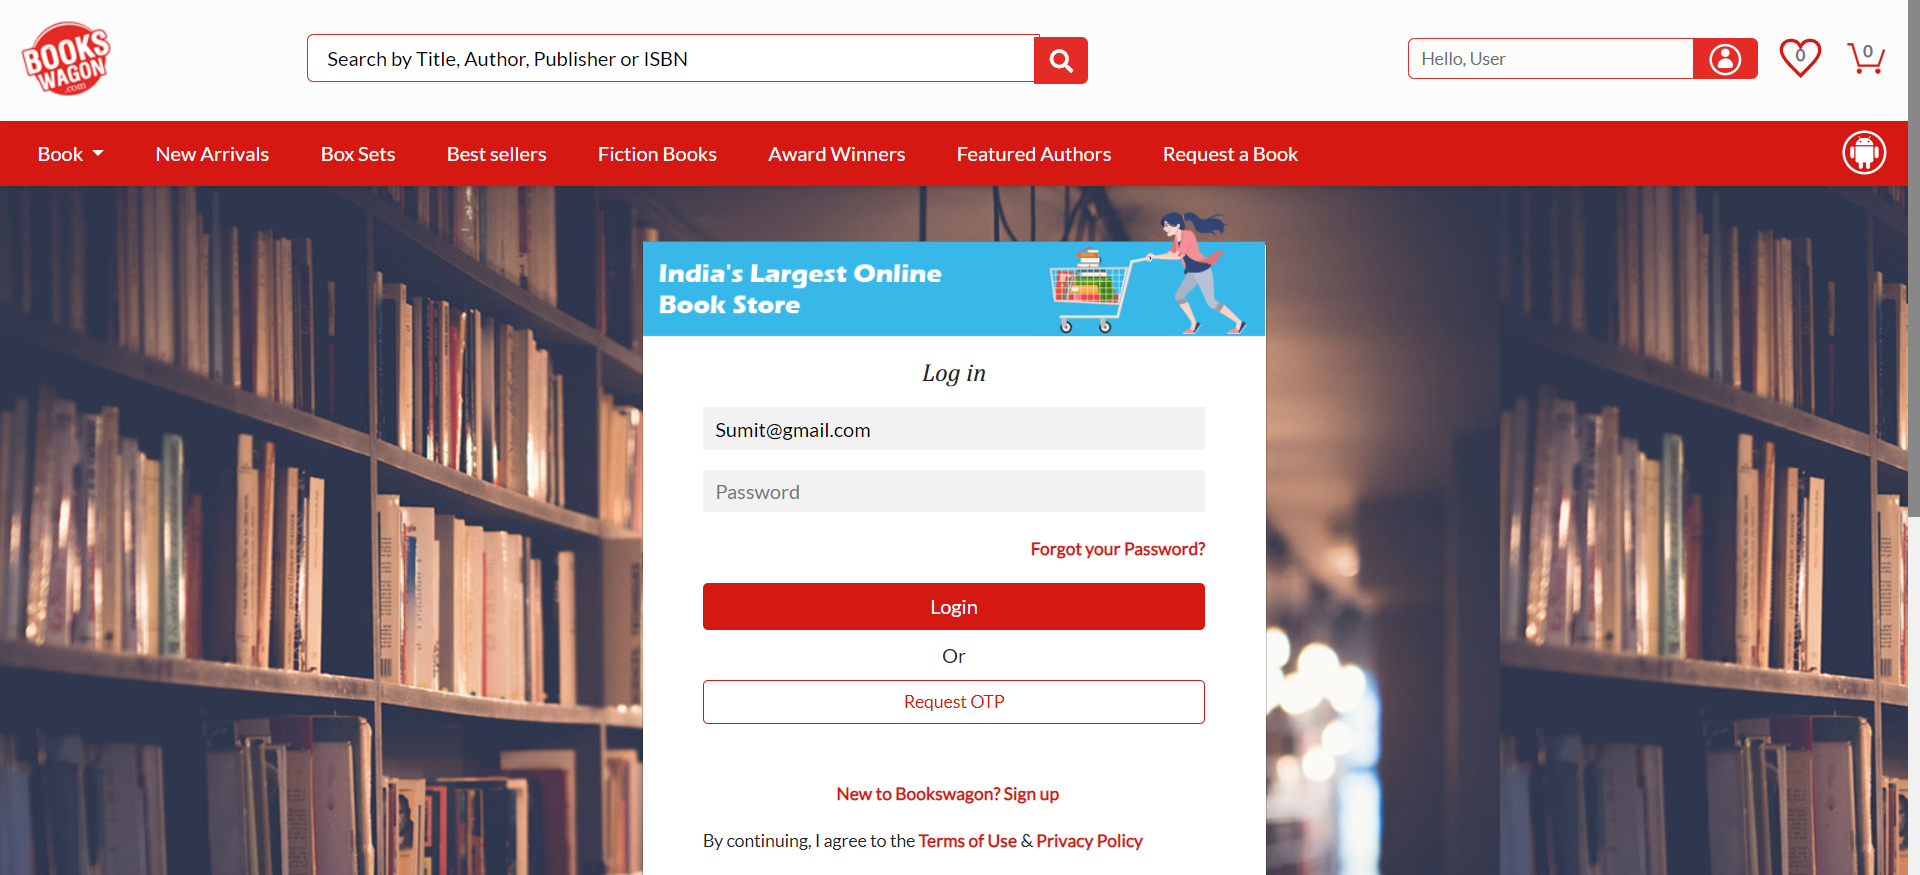 BOOKS
WAGON
.com
Search by Title, Author, Publisher or ISBN
Hello, User
0
0
Book
New Arrivals
Box Sets
Best sellers
Fiction Books
Award Winners
Featured Authors
Request a Book
India's Largest Online
Book Store
Log in
Sumit@gmail.com
Password
Forgot your Password?
Login
Or
Request OTP
New to Bookswagon? Sign up
By continuing, I agree to the Terms of Use & Privacy Policy